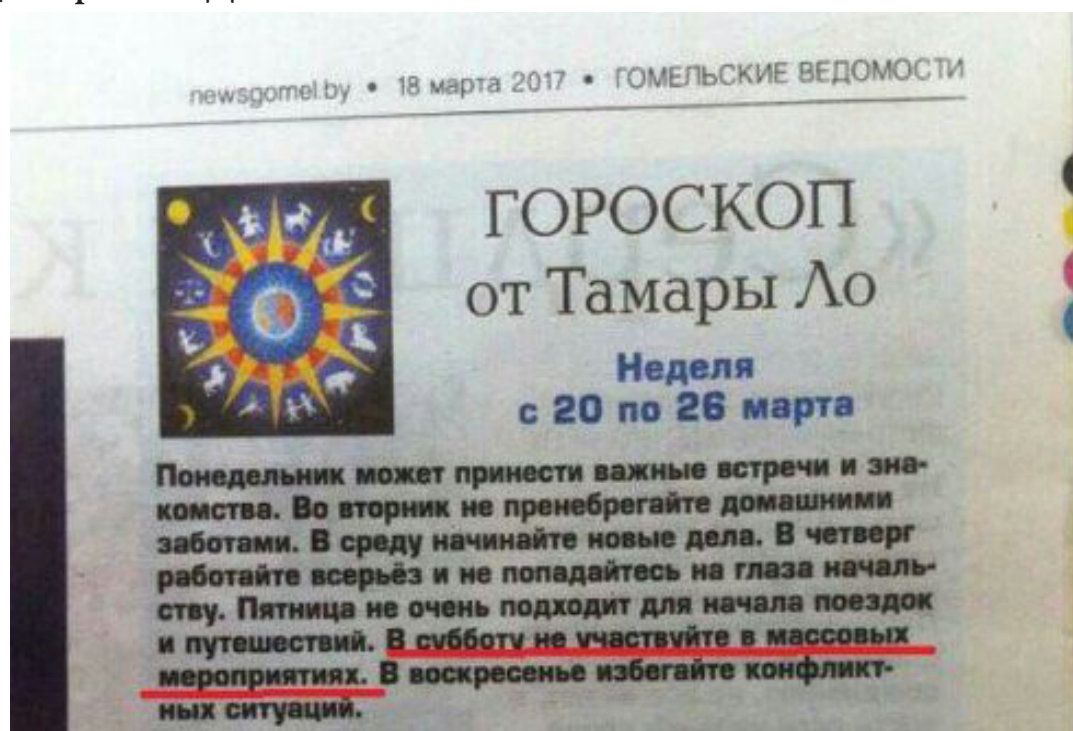 newsgomel.by • 18 марта 2017 • ГОМЕЛЬСКИЕ ВЕДОМОСТИ
ГОРОСКОП
от Тамары Ло
Неделя
с 20 по 26 марта
Понедельник может принести важные встречи и зна-
комства. Во вторник не пренебрегайте домашними
заботами. В среду начинайте новые дела. В четверг
работайте всерьёз и не попадайтесь на глаза началь-
ству. Пятница не очень подходит для начала поездок
и путешествий. В субботу не участвуйте в массовых
мероприятиях. В воскресенье избегайте конфликт-
ных ситуаций.